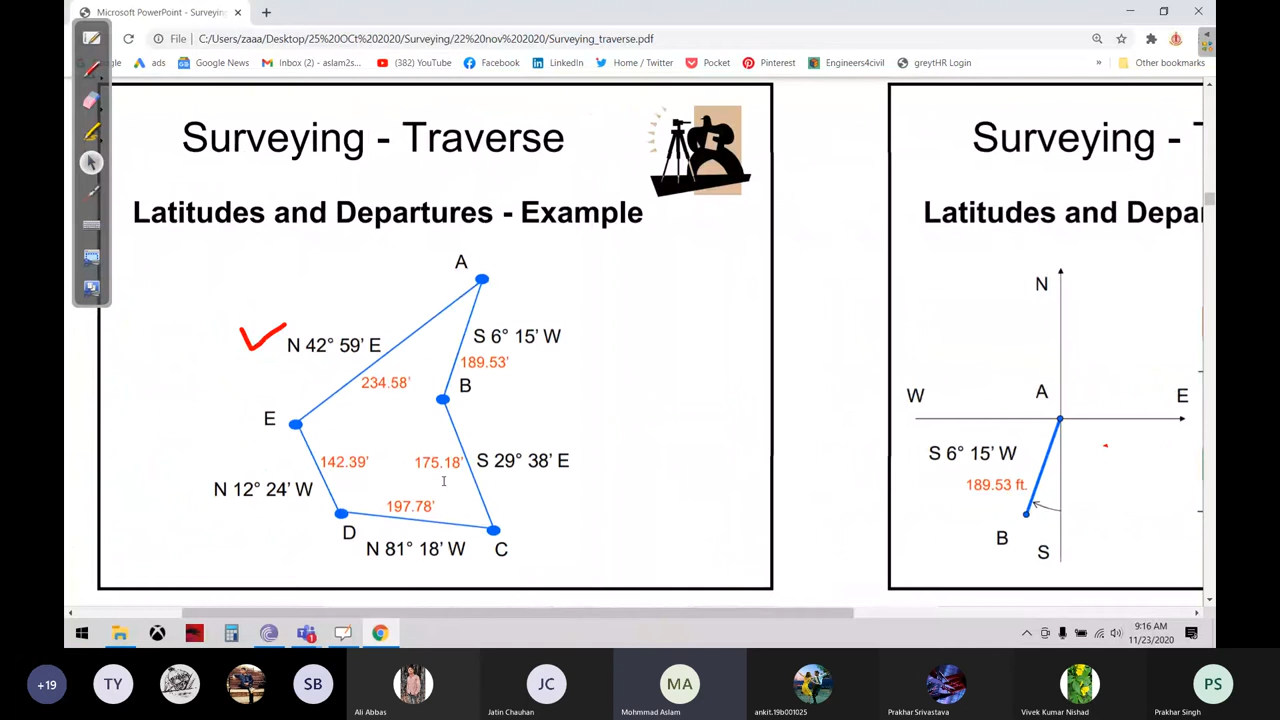 Microsoft PowerPoint - Surveying
File
C:/Users/zaaa/Desktop/25%20OCt%202020/Surveying/22%20nov%202020/Surveying_traverse.pdf
Google
ads
Google News
Inbox (2) - aslam2s...
(382) YouTube
Facebook
LinkedIn
Home / Twitter
Pocket
Pinterest
Engineers4civil
greytHR Login
»
Other bookmarks
Surveying - Traverse
Latitudes and Departures - Example
A
N 42° 59' E
S 6° 15' W
189.53'
234.58'
B
E
142.39'
175.18'
S 29° 38' E
N 12° 24' W
197.78'
D
N 81° 18' W
C
Surveying - T
Latitudes and Depa
N
A
W
E
S 6° 15' W
189.53 ft.
B
S
9:16 AM
11/23/2020
+19
TY
SB
Ali Abbas
JC
Jatin Chauhan
MA
Mohmmad Aslam
ankit.19b001025
Prakhar Srivastava
Vivek Kumar Nishad
PS
Prakhar Singh